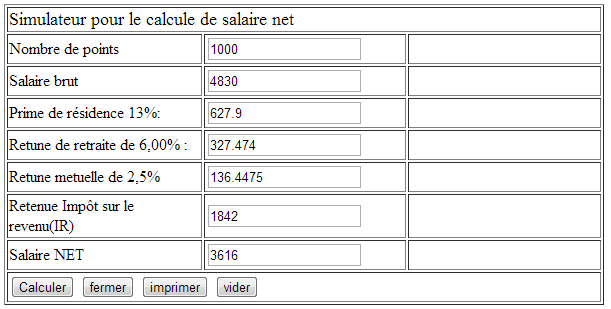 Simulateur pour le calcule de salaire net
Nombre de points 1000
Salaire brut 4830
Prime de résidence 13%: 627.9
Retune de retraite de 6,00% : 327.474
Retune metuelle de 2,5% 136.4475
Retenue Impôt sur le
revenu(IR) 1842
Salaire NET 3616
Calculer fermer imprimer vider